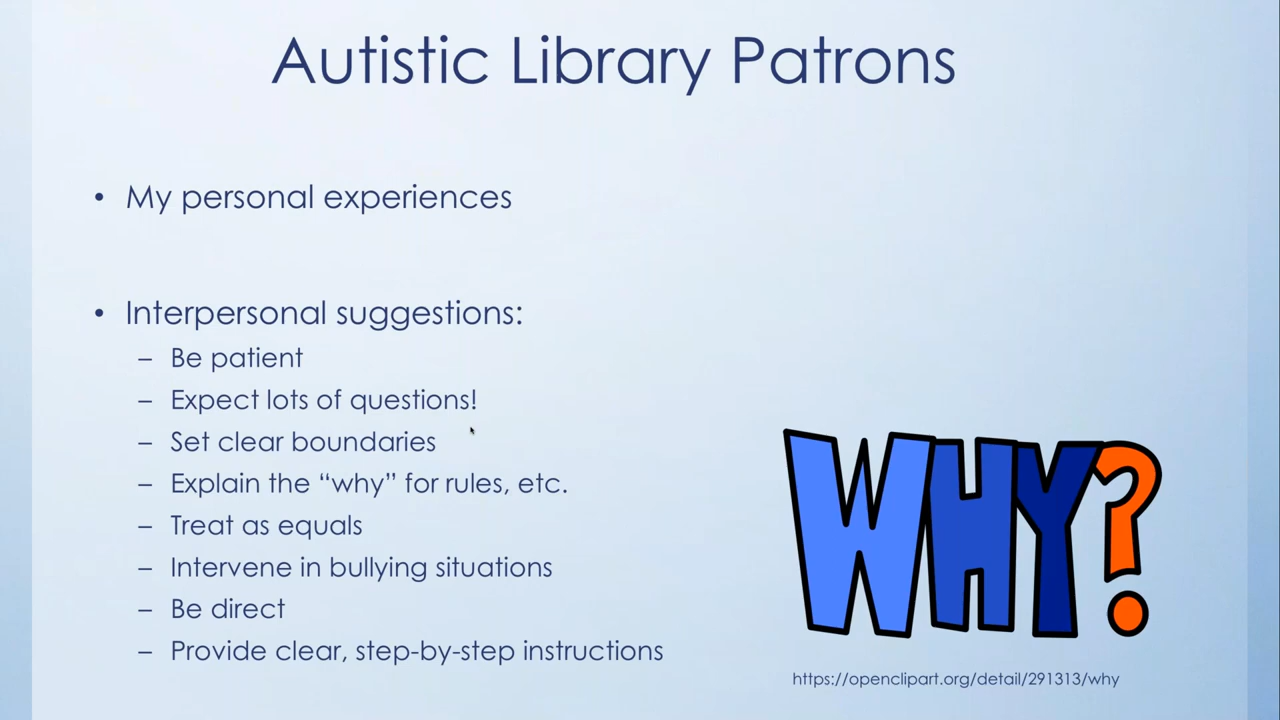 Autistic Library Patrons
• My personal experiences
• Interpersonal suggestions:
– Be patient
– Expect lots of questions!
– Set clear boundaries
– Explain the “why” for rules, etc.
– Treat as equals
– Intervene in bullying situations
– Be direct
– Provide clear, step-by-step instructions
WHY?
https://openclipart.org/detail/291313/why